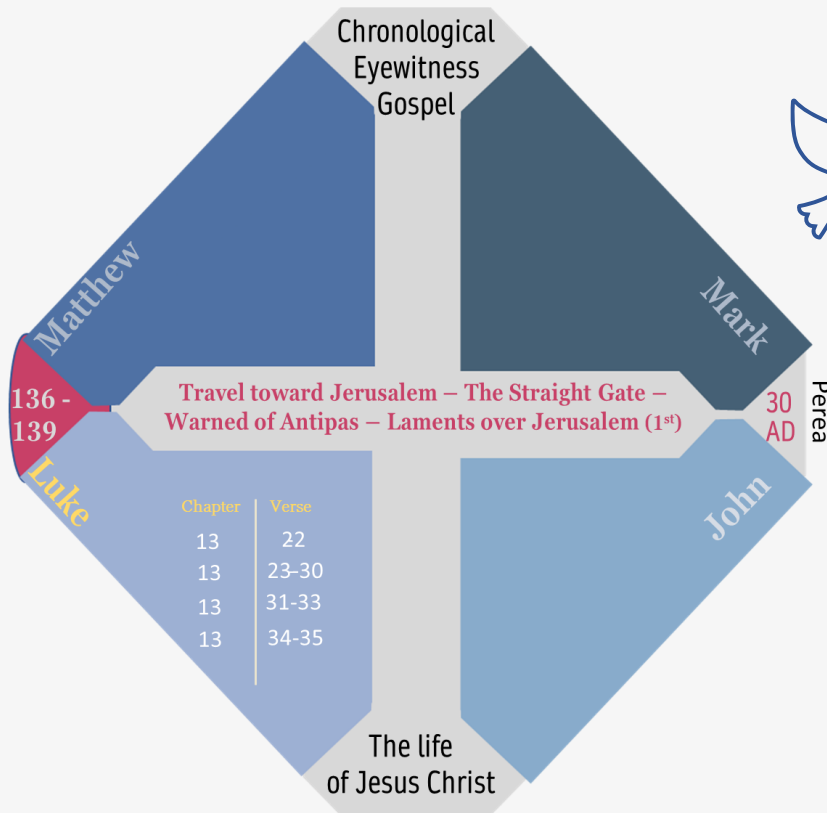 Chronological
Eyewitness
Gospel
Matthew
Mark
136 -
139
Travel toward Jerusalem – The Straight Gate –
Warned of Antipas – Laments over Jerusalem (1st)
30
AD
Perea
Luke
John
Chapter Verse
13 22
13 23–30
13 31-33
13 34-35
The life
of Jesus Christ